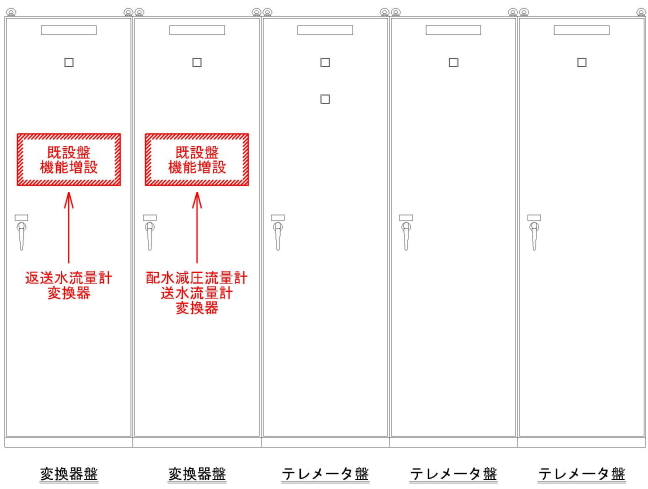 既設盤
機能増設
既設盤
機能増設
返送水流量計
変換器
配水減圧流量計
送水流量計
変換器
変換器盤
変換器盤
テレメータ盤
テレメータ盤
テレメータ盤